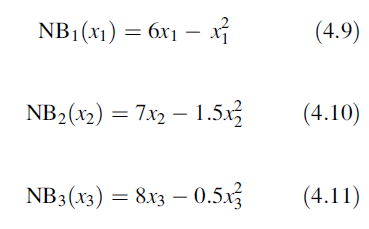 NB₁(x₁) = 6x₁ − x₁² (4.9)
NB₂(x₂) = 7x₂ − 1.5x₂² (4.10)
NB₃(x₃) = 8x₃ − 0.5x₃² (4.11)